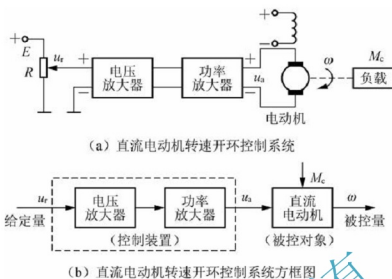 E
R
u_r
电压
放大器
功率
放大器
u_a
ω
M_c
负载
电动机
(a) 直流电动机转速开环控制系统
u_r
给定量
电压
放大器
功率
放大器
(控制装置)
u_a
M_c
直流
电动机
(被控对象)
ω
被控量
(b) 直流电动机转速开环控制系统方框图